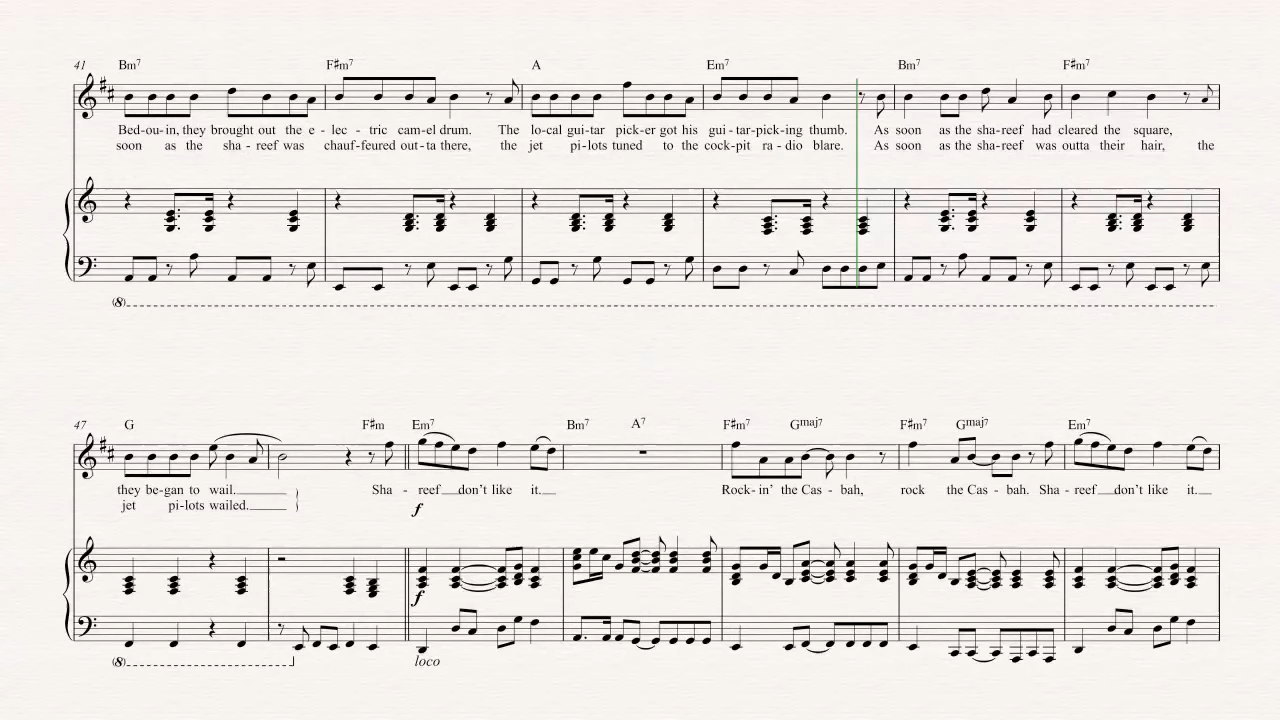 41 Bm7 F♯m7 A Em7 Bm7 F♯m7
Bed-ou-in, they brought out the e - lec - tric cam-el drum. The lo-cal gui-tar pick-er got his gui-tar-pick-ing thumb. As soon as the sha-reef had cleared the square,
soon as the sha - reef was chauf-feured out-ta there, the jet pi-lots tuned to the cock-pit ra - dio blare. As soon as the sha-reef was outta their hair, the
(8)
47 G F♯m Em7 Bm7 A7 F♯m7 Gmaj7 F♯m7 Gmaj7 Em7
they be-gan to wail. Sha - reef don't like it. Rock-in' the Cas - bah, rock the Cas - bah. Sha - reef don't like it.
jet pi-lots wailed. f
f
(8) loco